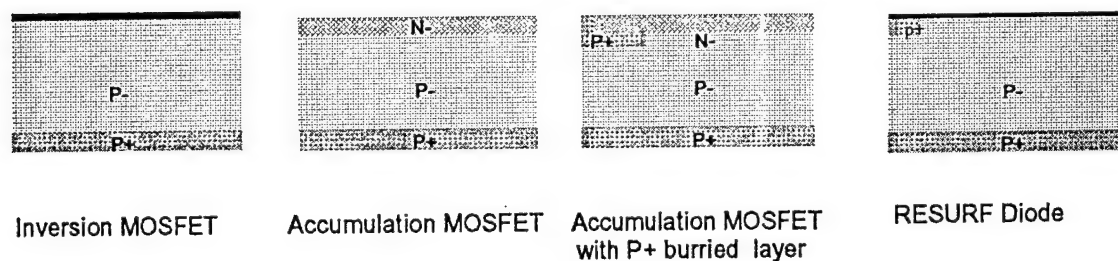 N-
P+ N-
p+
P-
P-
P-
P-
P+
P+
P+
P+
Inversion MOSFET
Accumulation MOSFET
Accumulation MOSFET
with P+ burried layer
RESURF Diode